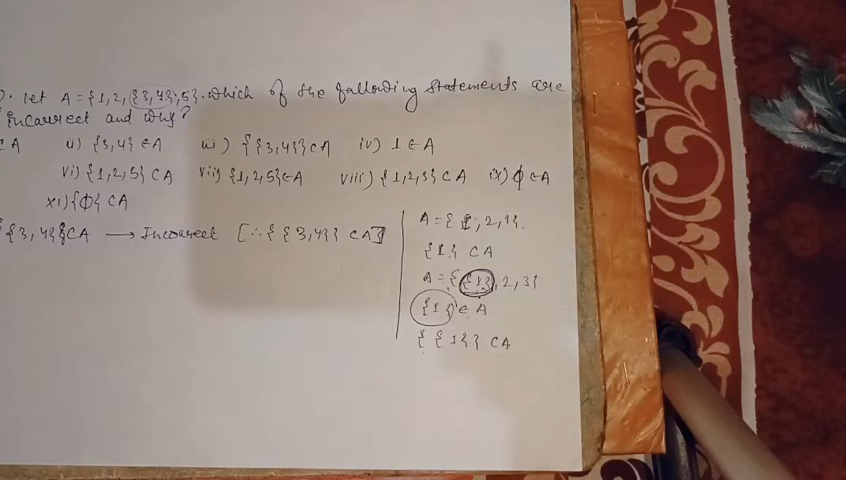 : Let A = {1, 2, {3, 4}, 5}. which of the following statements are
incorrect and why?
⊂ A ii) {3, 4} ∈ A iii) {{3, 4}} ⊂ A iv) 1 ∈ A
vi) {1, 2, 5} ⊂ A vii) {1, 2, 5} ∈ A viii) {1, 2, 3} ⊂ A ix) ϕ ∈ A
xi) {ϕ} ⊂ A
{3, 4} ⊂ A → Incorrect [∵ {{3, 4}} ⊂ A]
A = {1, 2, 3}.
{1} ⊂ A
A = {{1}, 2, 3}
{1} ∈ A
{{1}} ⊂ A